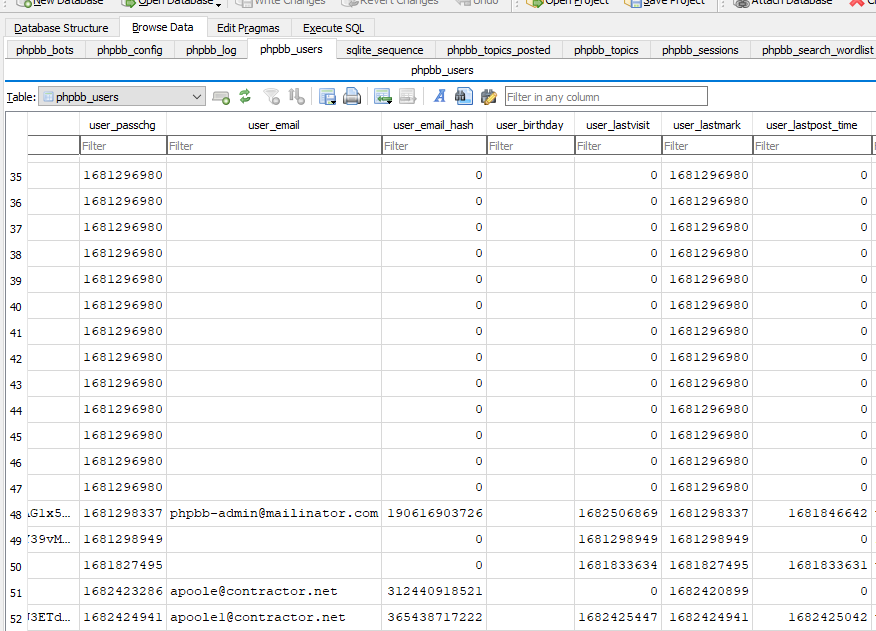 New Database Open Database Write Changes Revert Changes Undo Open Project Save Project Attach Database
Database Structure Browse Data Edit Pragmas Execute SQL
phpbb_bots phpbb_config phpbb_log phpbb_users sqlite_sequence phpbb_topics_posted phpbb_topics phpbb_sessions phpbb_search_wordlist
phpbb_users
Table: phpbb_users Filter in any column
user_passchg user_email user_email_hash user_birthday user_lastvisit user_lastmark user_lastpost_time
Filter Filter Filter Filter Filter Filter Filter
35 1681296980 0 0 1681296980 0
36 1681296980 0 0 1681296980 0
37 1681296980 0 0 1681296980 0
38 1681296980 0 0 1681296980 0
39 1681296980 0 0 1681296980 0
40 1681296980 0 0 1681296980 0
41 1681296980 0 0 1681296980 0
42 1681296980 0 0 1681296980 0
43 1681296980 0 0 1681296980 0
44 1681296980 0 0 1681296980 0
45 1681296980 0 0 1681296980 0
46 1681296980 0 0 1681296980 0
47 1681296980 0 0 1681296980 0
48 G1x5… 1681298337 phpbb-admin@mailinator.com 190616903726 1682506869 1681298337 1681846642
49 39vM… 1681298949 0 1681298949 1681298949 0
50 1681827495 0 1681833634 1681827495 1681833631
51 1682423286 apoole@contractor.net 312440918521 0 1682420899 0
52 3ETd… 1682424941 apoole1@contractor.net 365438717222 1682425447 1682424941 1682425042